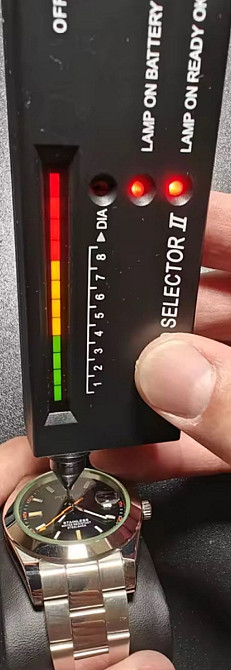 OFF
LAMP ON BATTERY
LAMP ON READY OK
1 2 3 4 5 6 7 8 ▶DIA
SELECTOR II